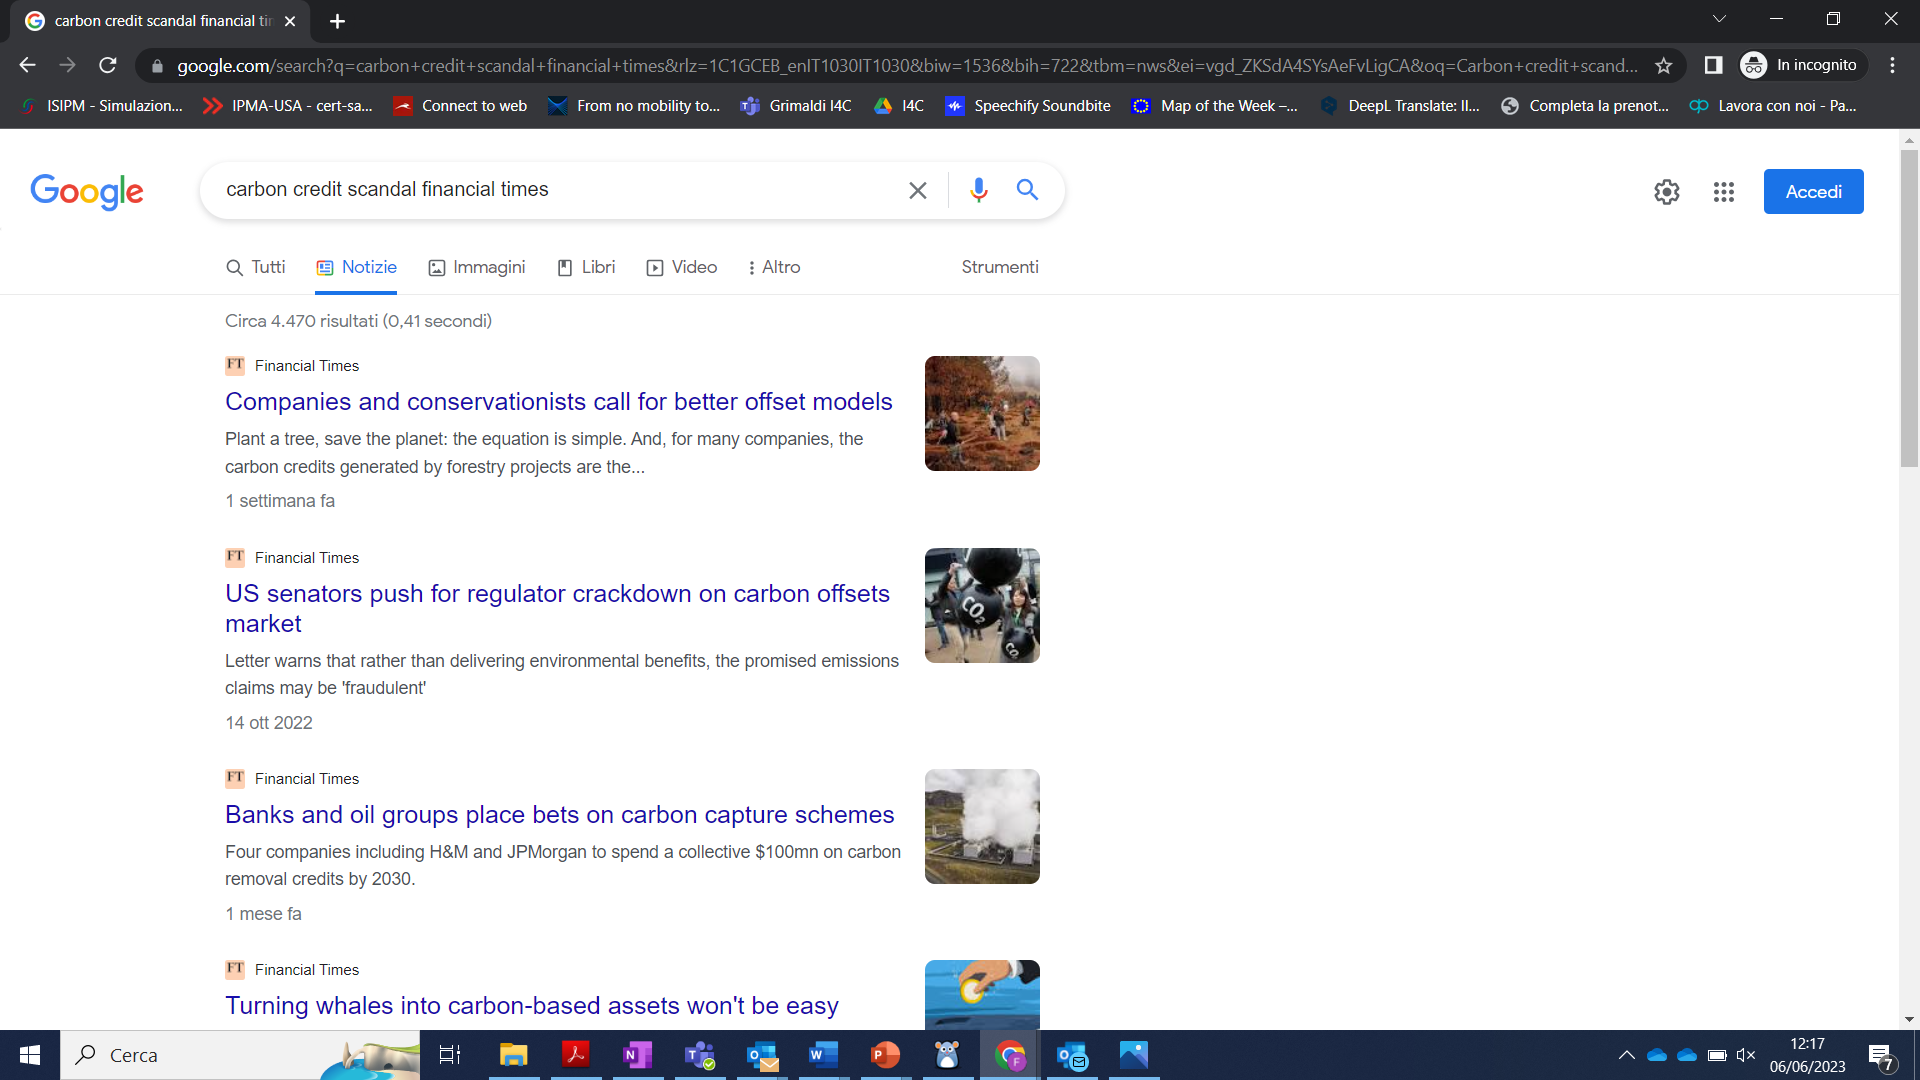 carbon credit scandal financial tin
google.com/search?q=carbon+credit+scandal+financial+times&rlz=1C1GCEB_enIT1030IT1030&biw=1536&bih=722&tbm=nws&ei=vgd_ZKSdA4SYsAeFvLigCA&oq=Carbon+credit+scand...
In incognito
ISIPM - Simulazion...
IPMA-USA - cert-sa...
Connect to web
From no mobility to...
Grimaldi I4C
I4C
Speechify Soundbite
Map of the Week –...
DeepL Translate: Il...
Completa la prenot...
Lavora con noi - Pa...
Google
carbon credit scandal financial times
Accedi
Tutti
Notizie
Immagini
Libri
Video
Altro
Strumenti
Circa 4.470 risultati (0,41 secondi)
FT Financial Times
Companies and conservationists call for better offset models
Plant a tree, save the planet: the equation is simple. And, for many companies, the
carbon credits generated by forestry projects are the...
1 settimana fa
FT Financial Times
US senators push for regulator crackdown on carbon offsets
market
Letter warns that rather than delivering environmental benefits, the promised emissions
claims may be 'fraudulent'
14 ott 2022
CO2
CO2
FT Financial Times
Banks and oil groups place bets on carbon capture schemes
Four companies including H&M and JPMorgan to spend a collective $100mn on carbon
removal credits by 2030.
1 mese fa
FT Financial Times
Turning whales into carbon-based assets won't be easy
Cerca
12:17
06/06/2023
7